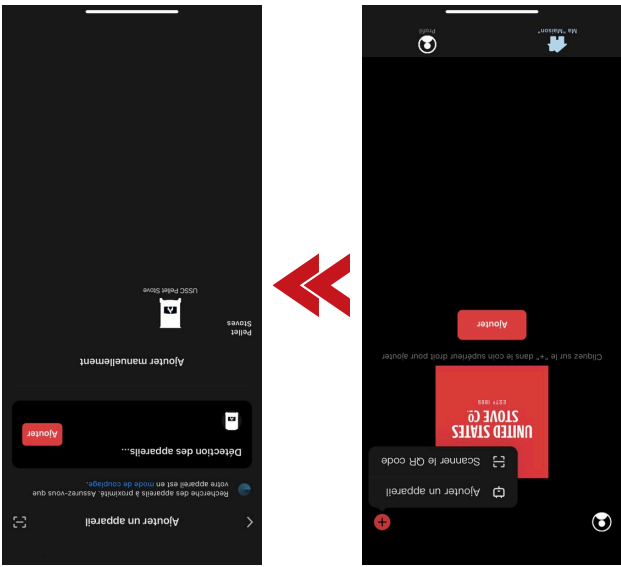 Ajouter un appareil
Scanner le QR code
UNITED STATES
STOVE CO.
EST⁰ 1869
Cliquez sur le "+" dans le coin supérieur droit pour ajouter
Ajouter
Ma "Maison"
Profil
Ajouter un appareil
Recherche des appareils à proximité. Assurez-vous que
votre appareil est en mode de couplage.
Détection des appareils...
Ajouter
Ajouter manuellement
Pellet
Stoves
USSC Pellet Stove